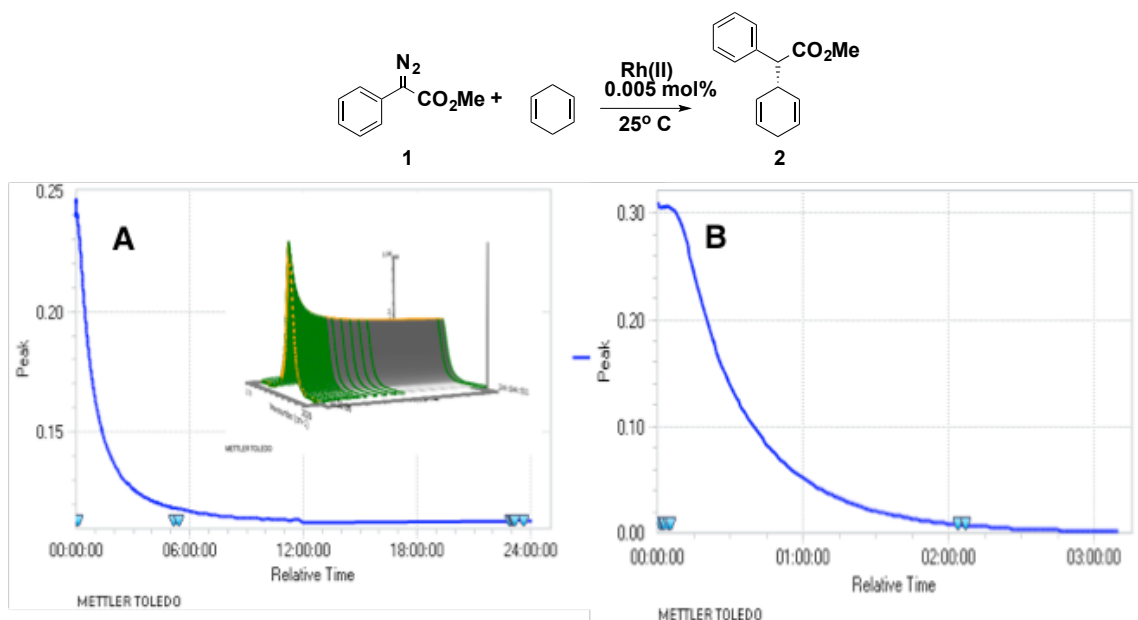 N2
CO2Me
+
Rh(II)
0.005 mol%
25o C
CO2Me
1
2
A
0.25
0.20
0.15
Peak
00:00:00
06:00:00
12:00:00
18:00:00
24:00:00
Relative Time
METTLER TOLEDO
METTLER TOLEDO
B
0.30
0.20
0.10
0.00
Peak
00:00:00
01:00:00
02:00:00
03:00:00
Relative Time
METTLER TOLEDO